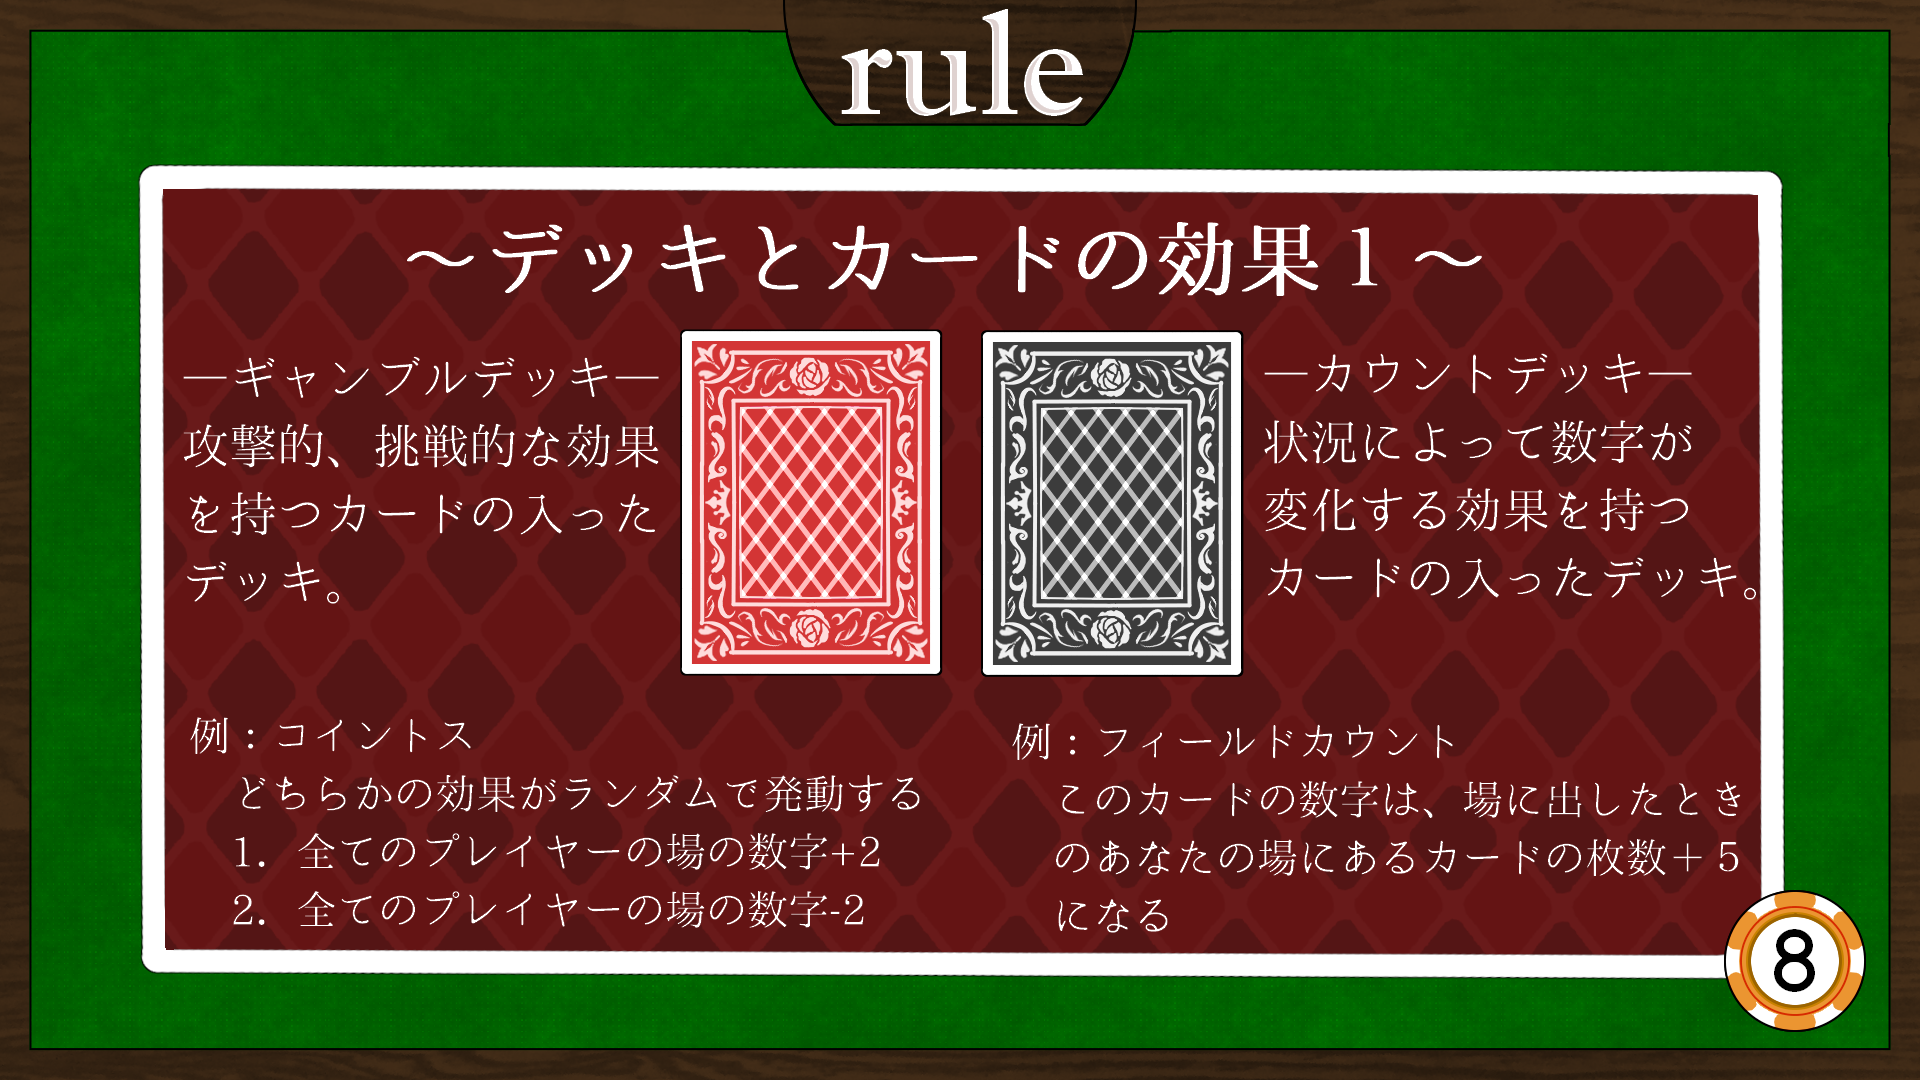 rule
～デッキとカードの効果１～
―ギャンブルデッキ―
攻撃的、挑戦的な効果
を持つカードの入った
デッキ。
―カウントデッキ―
状況によって数字が
変化する効果を持つ
カードの入ったデッキ。
例：コイントス
どちらかの効果がランダムで発動する
1. 全てのプレイヤーの場の数字+2
2. 全てのプレイヤーの場の数字-2
例：フィールドカウント
このカードの数字は、場に出したとき
のあなたの場にあるカードの枚数＋５
になる
8